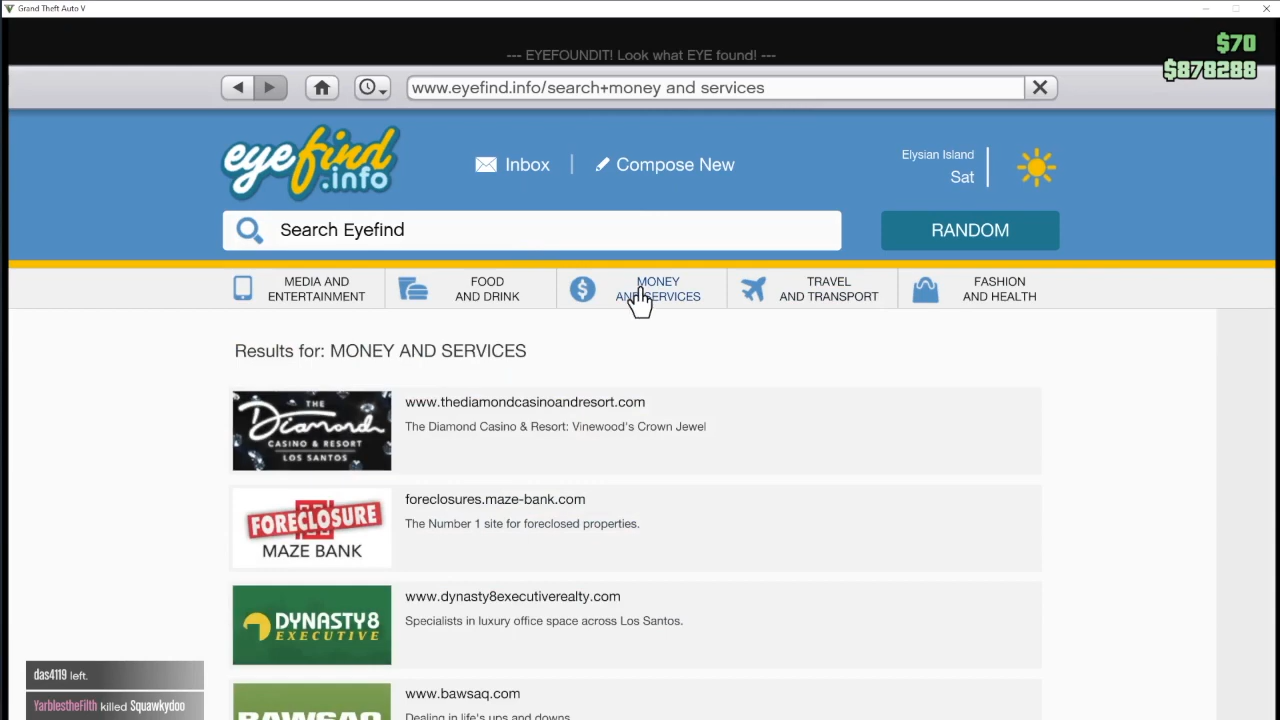 Grand Theft Auto V
--- EYEFOUNDIT! Look what EYE found! ---
$70
$878288
www.eyefind.info/search+money and services
eyefind
.info
Inbox
Compose New
Elysian Island
Sat
Search Eyefind
RANDOM
MEDIA AND
ENTERTAINMENT
FOOD
AND DRINK
MONEY
AND SERVICES
TRAVEL
AND TRANSPORT
FASHION
AND HEALTH
Results for: MONEY AND SERVICES
THE
Diamond
CASINO & RESORT
LOS SANTOS
www.thediamondcasinoandresort.com
The Diamond Casino & Resort: Vinewood's Crown Jewel
FORECLOSURE
MAZE BANK
foreclosures.maze-bank.com
The Number 1 site for foreclosed properties.
DYNASTY8
EXECUTIVE
www.dynasty8executiverealty.com
Specialists in luxury office space across Los Santos.
BAWSAQ
www.bawsaq.com
Dealing in life's ups and downs
das4119 left.
YarblestheFilth killed Squawkydoo